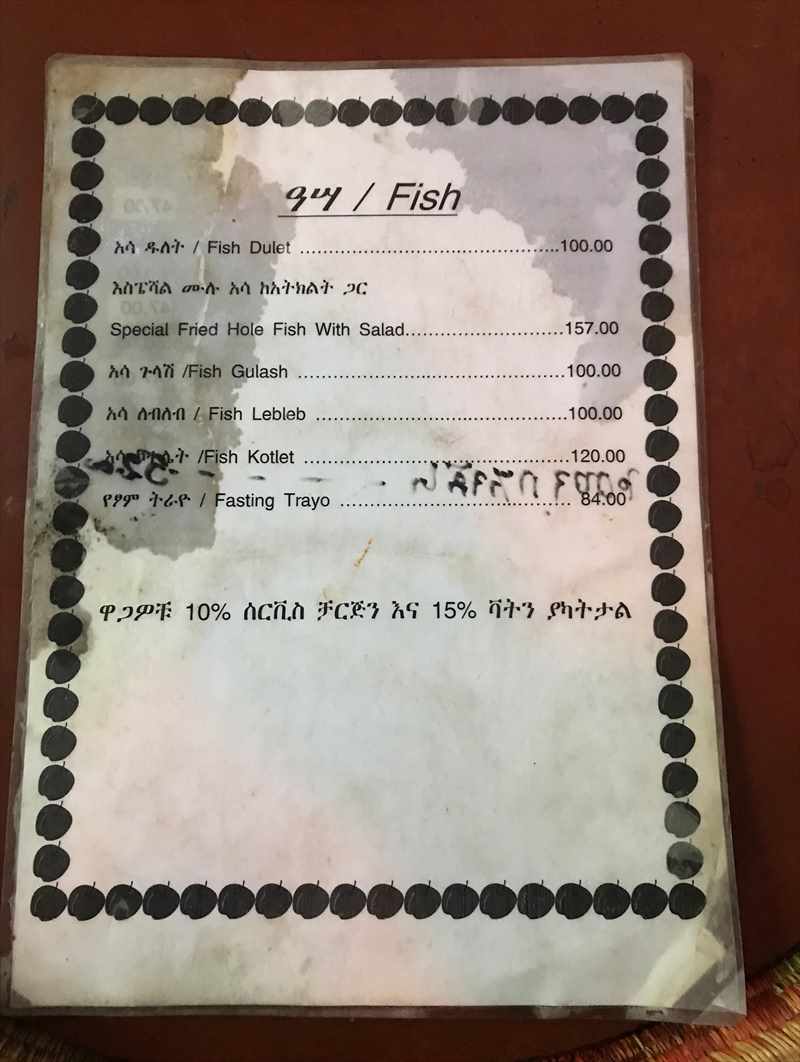 ዓሣ / Fish
አሳ ዱለት / Fish Dulet ...........................................100.00
እስፔሻል ሙሉ አሳ ከአትክልት ጋር
Special Fried Hole Fish With Salad..........................157.00
አሳ ጉላሽ /Fish Gulash ............................................100.00
አሳ ለብለብ / Fish Lebleb .........................................100.00
አሳ /Fish Kotlet ...........................................120.00
የፆም ትራዮ / Fasting Trayo ...................................... 84.00
ዋጋዎቹ 10% ሰርቪስ ቻርጅን እና 15% ቫትን ያካትታል